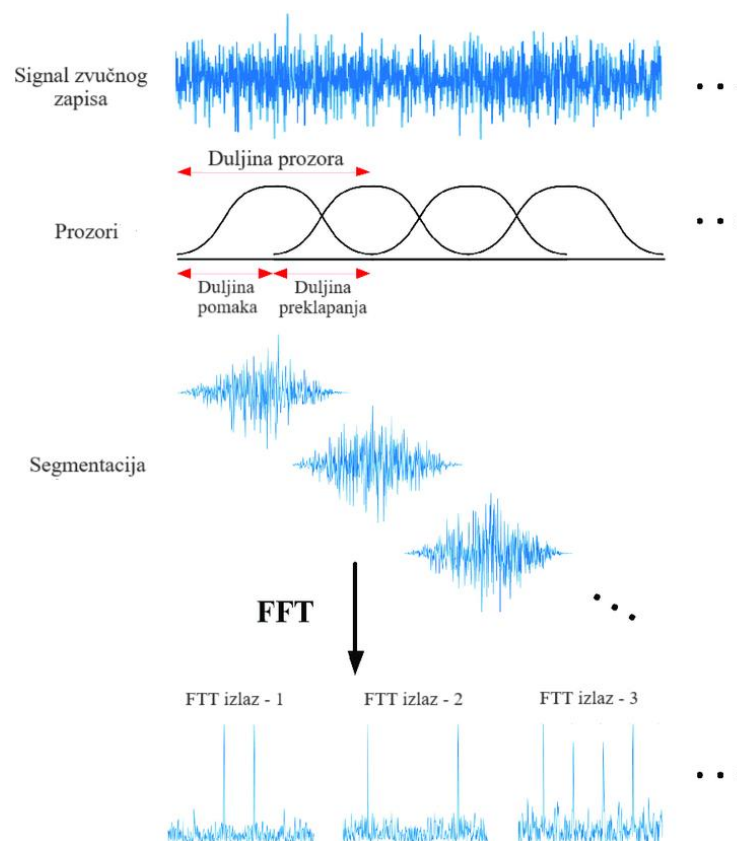 Signal zvučnog
zapisa
Duljina prozora
Prozori
Duljina
pomaka
Duljina
preklapanja
Segmentacija
FFT
FTT izlaz - 1
FTT izlaz - 2
FTT izlaz - 3